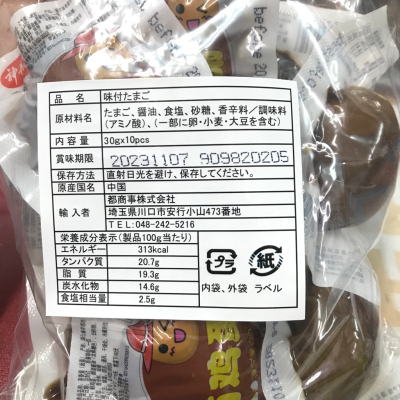 before 20
品 名 味付たまご
原材料名 たまご、醤油、食塩、砂糖、香辛料／調味料
(アミノ酸)、(一部に卵・小麦・大豆を含む)
内 容 量 30gx10pcs
賞味期限 20231107 909820205
保存方法 直射日光を避け、保存してください。
原産国名 中国
輸 入 者 都商事株式会社
埼玉県川口市安行小山473番地
TEL:048-242-5216
栄養成分表示(製品100g当たり)
エネルギー 313kcal
タンパク質 20.7g
脂 質 19.3g
炭水化物 14.6g
食塩相当量 2.5g
プラ 紙
内袋、外袋 ラベル